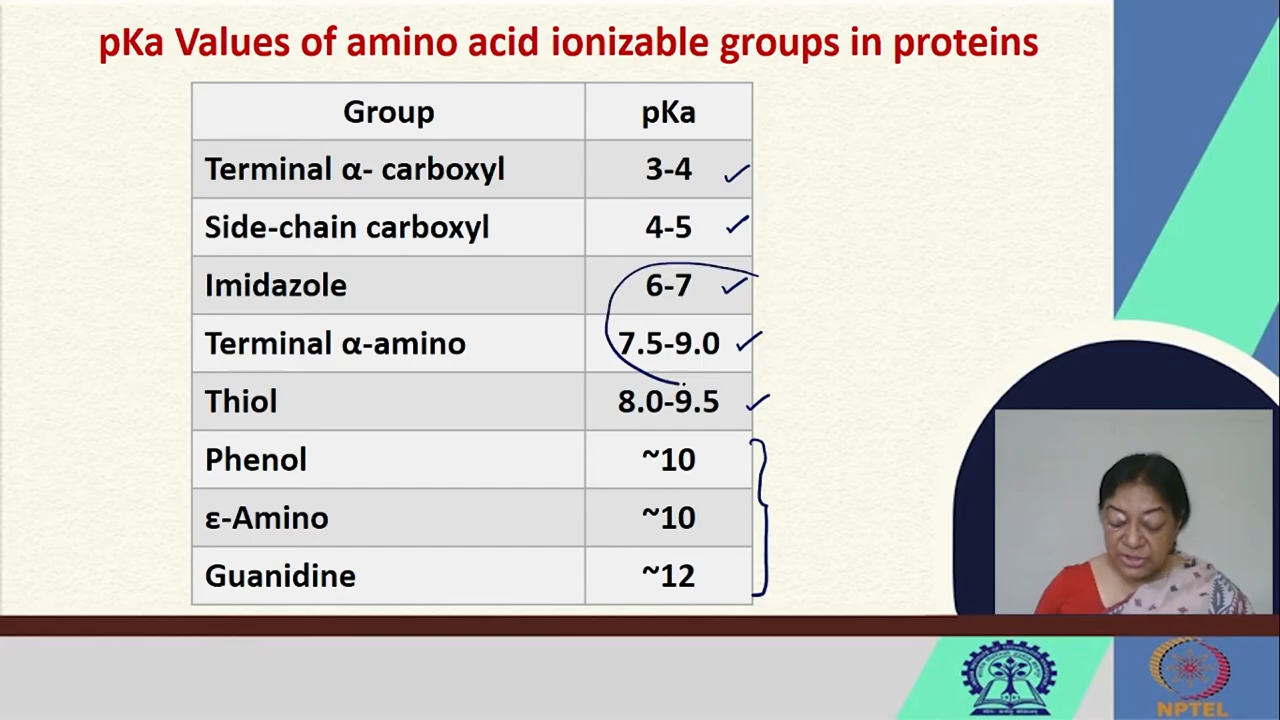 pKa Values of amino acid ionizable groups in proteins
Group pKa
Terminal α- carboxyl 3-4
Side-chain carboxyl 4-5
Imidazole 6-7
Terminal α-amino 7.5-9.0
Thiol 8.0-9.5
Phenol ~10
ε-Amino ~10
Guanidine ~12
NPTEL